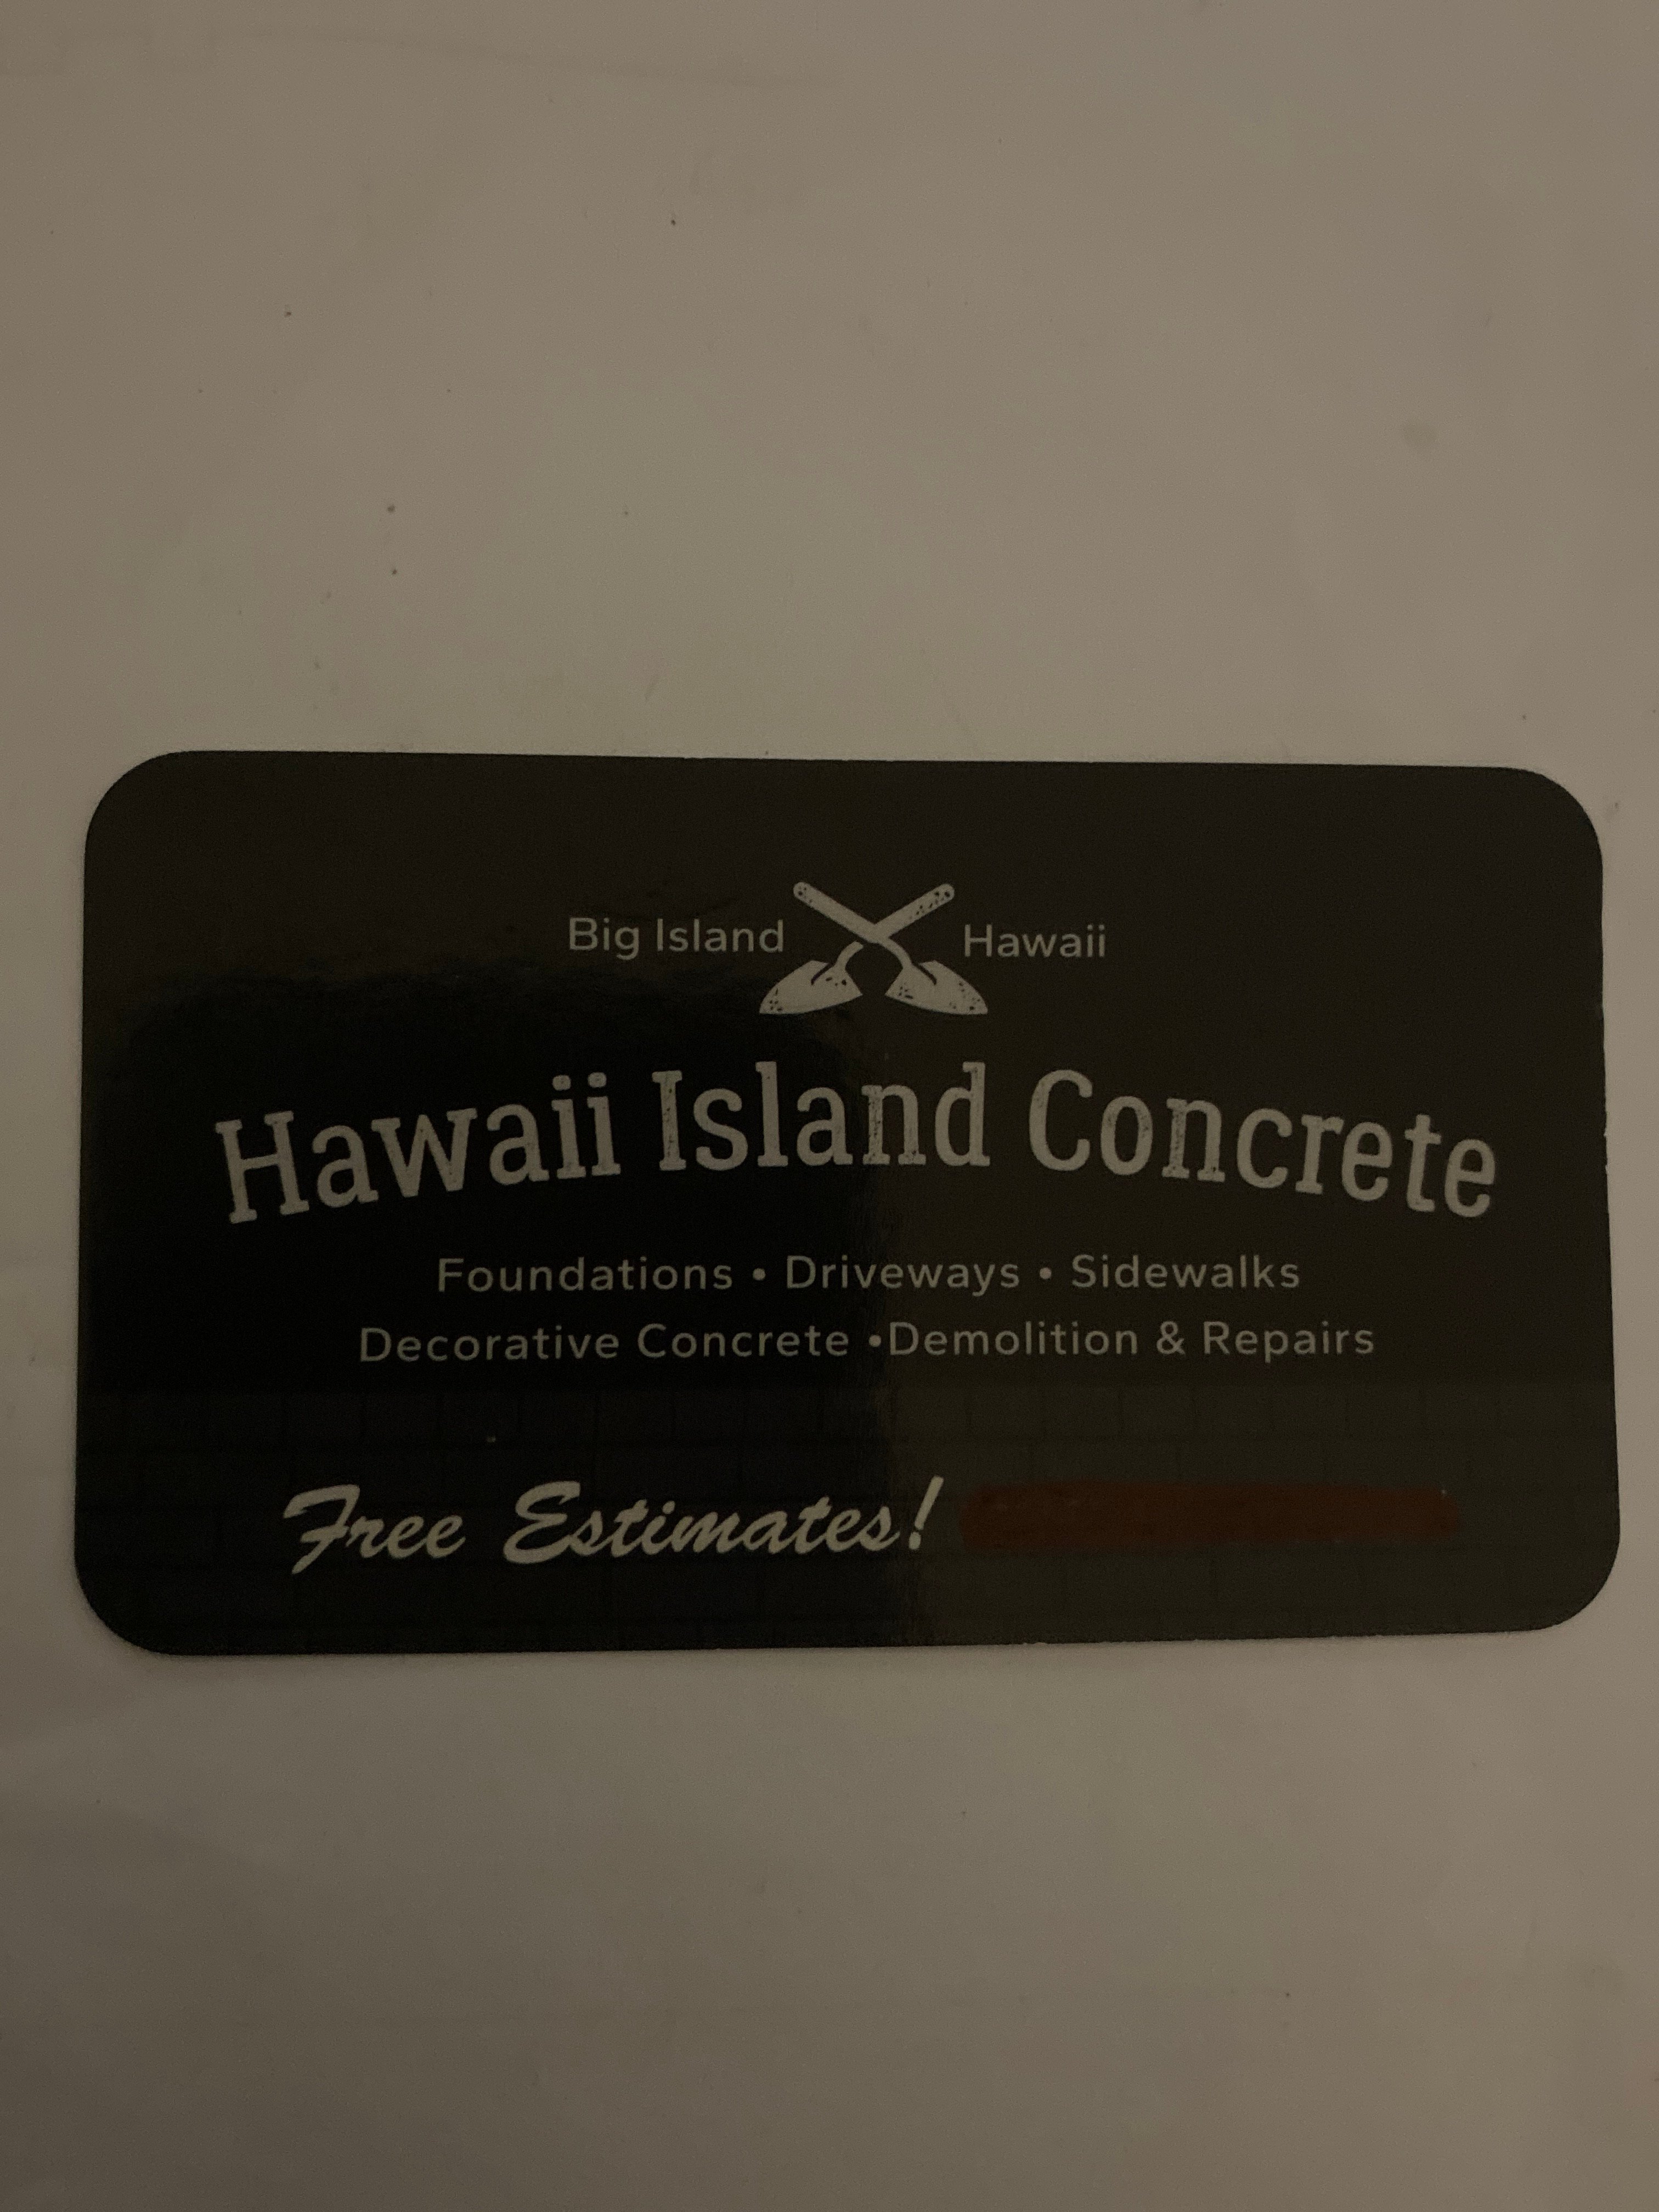 Big Island Hawaii
Hawaii Island Concrete
Foundations • Driveways • Sidewalks
Decorative Concrete •Demolition & Repairs
Free Estimates!